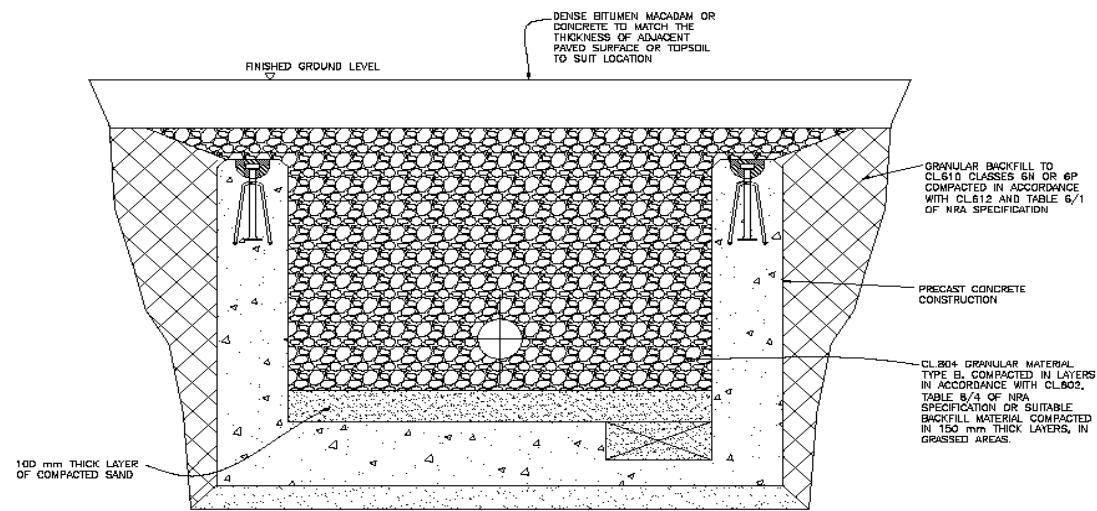 DENSE BITUMEN MACADAM OR
CONCRETE TO MATCH THE
THICKNESS OF ADJACENT
PAVED SURFACE OR TOPSOIL
TO SUIT LOCATION
FINISHED GROUND LEVEL
GRANULAR BACKFILL TO
CL.610 CLASSES 6N OR 6P
COMPACTED IN ACCORDANCE
WITH CL.612 AND TABLE 6/1
OF NRA SPECIFICATION
PRECAST CONCRETE
CONSTRUCTION
CL.804 GRANULAR MATERIAL
TYPE B. COMPACTED IN LAYERS
IN ACCORDANCE WITH CL.802,
TABLE 8/4 OF NRA
SPECIFICATION OR SUITABLE
BACKFILL MATERIAL COMPACTED
IN 150 mm THICK LAYERS, IN
GRASSED AREAS.
100 mm THICK LAYER
OF COMPACTED SAND